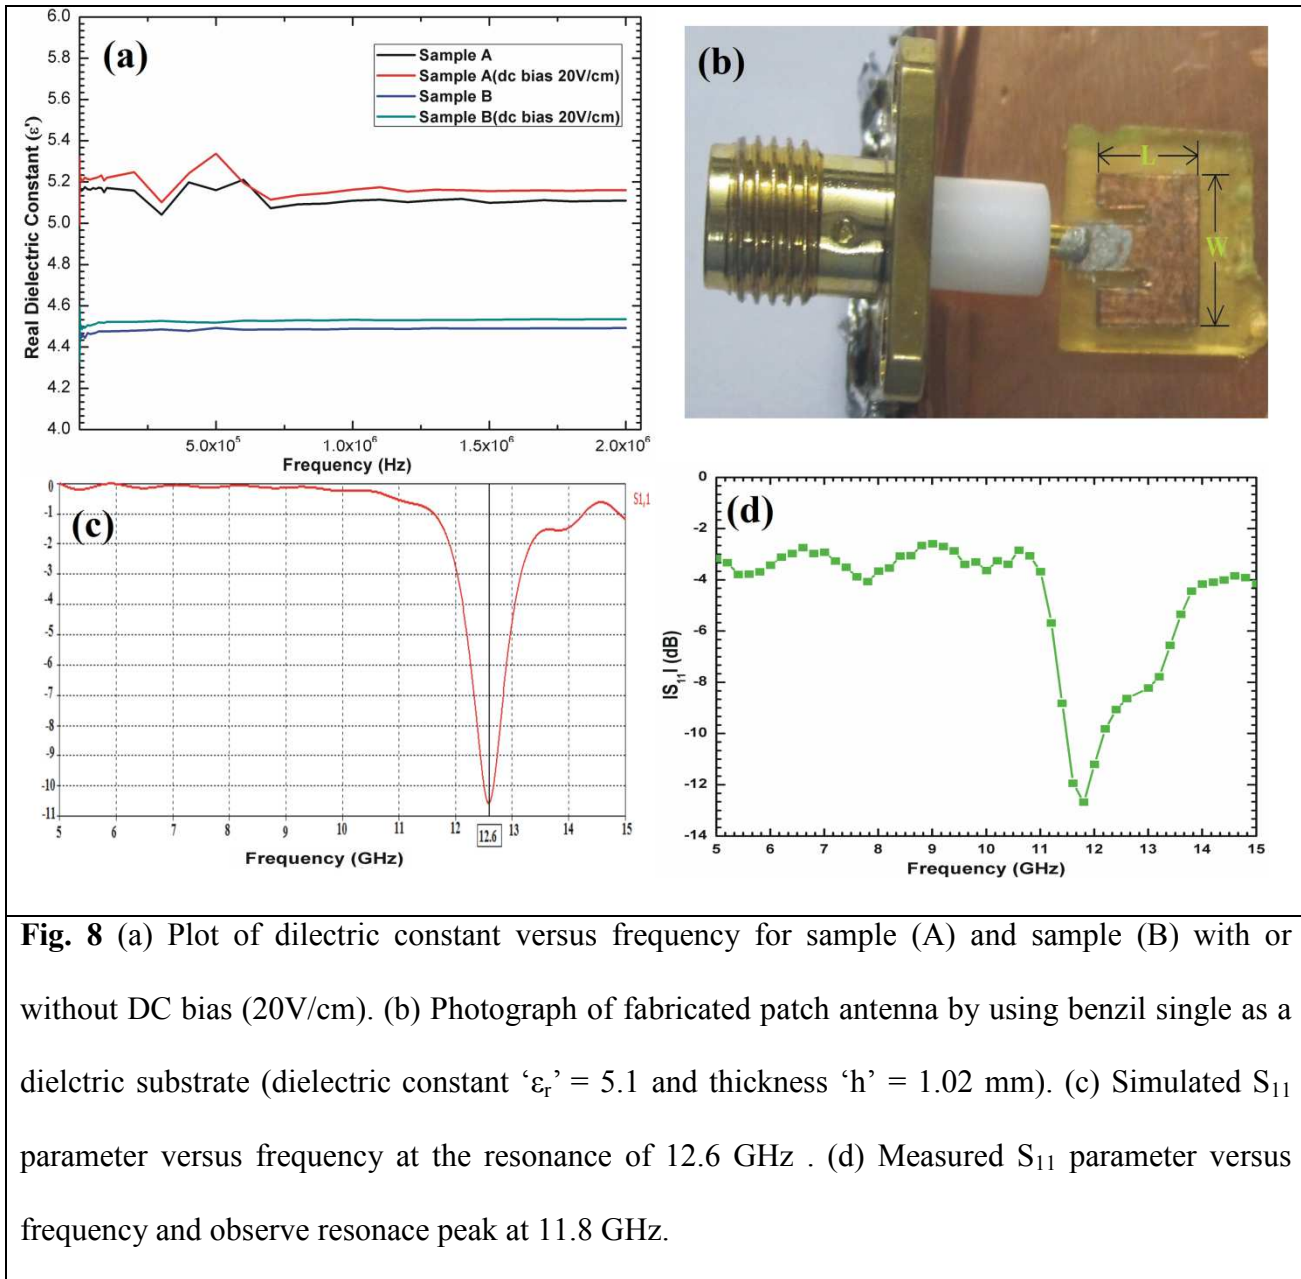 (a)
Sample A
Sample A(dc bias 20V/cm)
Sample B
Sample B(dc bias 20V/cm)
Real Dielectric Constant (ε')
6.0
5.8
5.6
5.4
5.2
5.0
4.8
4.6
4.4
4.2
4.0
5.0x10⁵ 1.0x10⁶ 1.5x10⁶ 2.0x10⁶
Frequency (Hz)
(b)
L
W
(c)
S1,1
0
-1
-2
-3
-4
-5
-6
-7
-8
-9
-10
-11
5 6 7 8 9 10 11 12 12.6 13 14 15
Frequency (GHz)
(d)
|S₁₁| (dB)
0
-2
-4
-6
-8
-10
-12
-14
5 6 7 8 9 10 11 12 13 14 15
Frequency (GHz)
Fig. 8 (a) Plot of dilectric constant versus frequency for sample (A) and sample (B) with or
without DC bias (20V/cm). (b) Photograph of fabricated patch antenna by using benzil single as a
dielctric substrate (dielectric constant ‘εᵣ’ = 5.1 and thickness ‘h’ = 1.02 mm). (c) Simulated S₁₁
parameter versus frequency at the resonance of 12.6 GHz . (d) Measured S₁₁ parameter versus
frequency and observe resonace peak at 11.8 GHz.